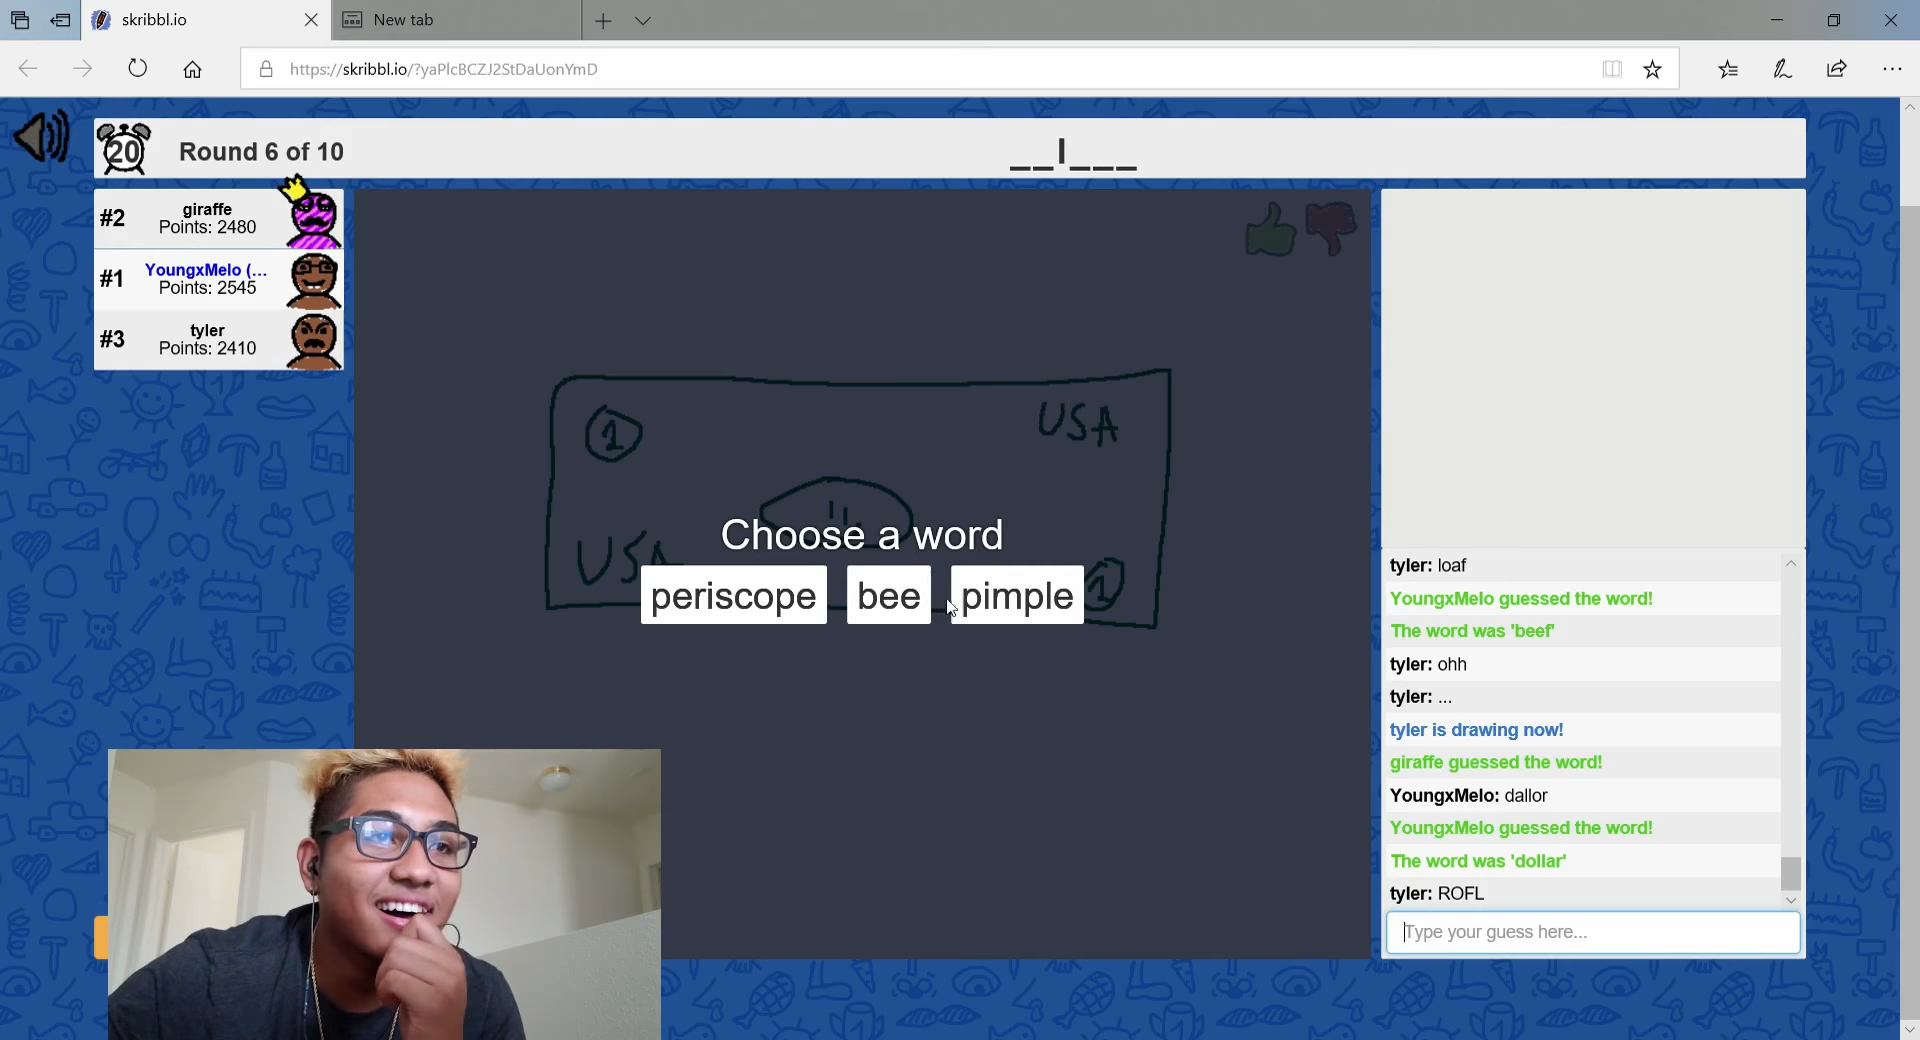 skribbl.io
New tab
https://skribbl.io/?yaPlcBCZJ2StDaUonYmD
20
Round 6 of 10
__l___
#2
giraffe
Points: 2480
#1
YoungxMelo (...
Points: 2545
#3
tyler
Points: 2410
1
USA
Choose a word
USA
1
periscope
bee
pimple
tyler: loaf
YoungxMelo guessed the word!
The word was 'beef'
tyler: ohh
tyler: ...
tyler is drawing now!
giraffe guessed the word!
YoungxMelo: dallor
YoungxMelo guessed the word!
The word was 'dollar'
tyler: ROFL
Type your guess here...